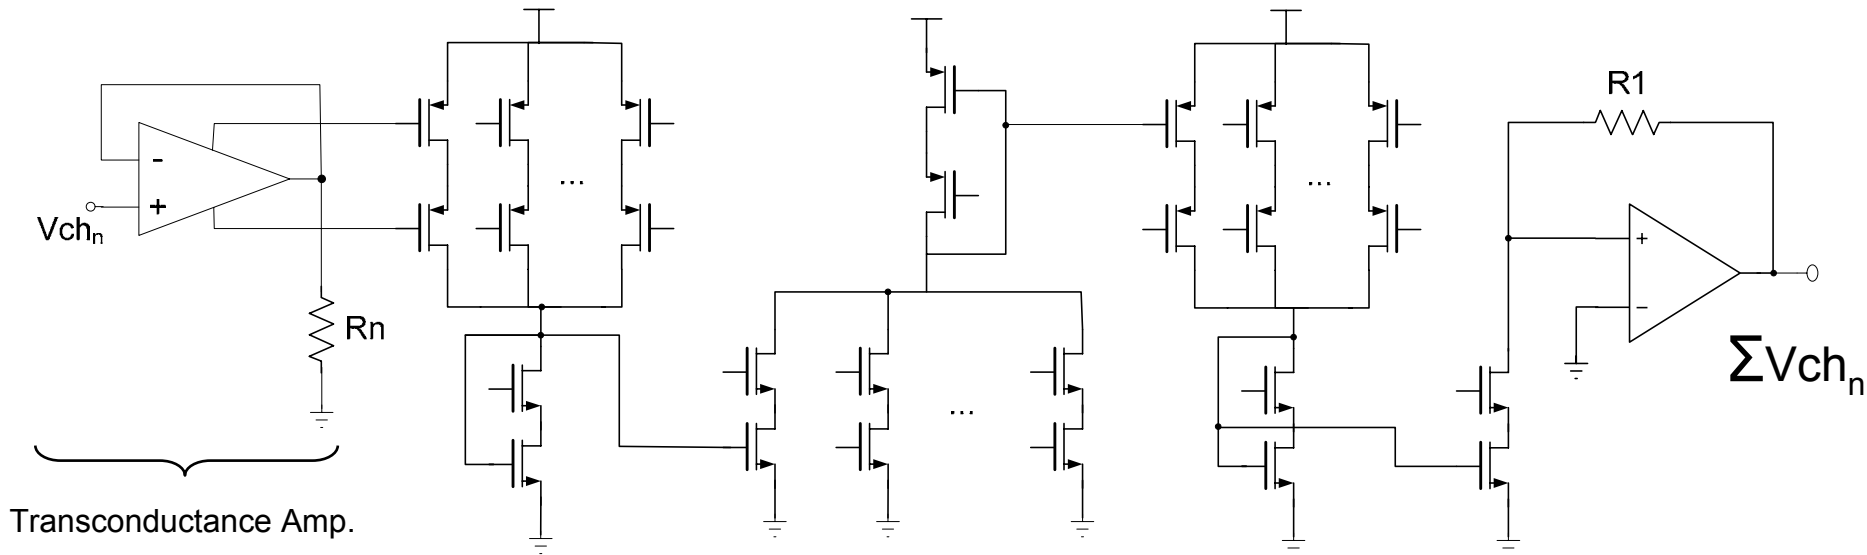 R1
-
+
Vchn
...
...
...
+
-
Rn
ΣVchn
Transconductance Amp.